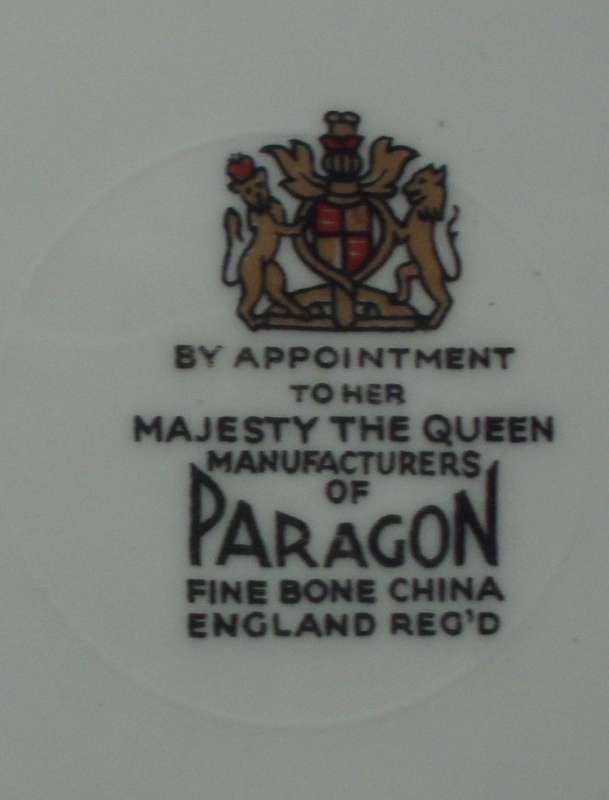 BY APPOINTMENT
TO HER
MAJESTY THE QUEEN
MANUFACTURERS
OF
PARAGON
FINE BONE CHINA
ENGLAND REG'D